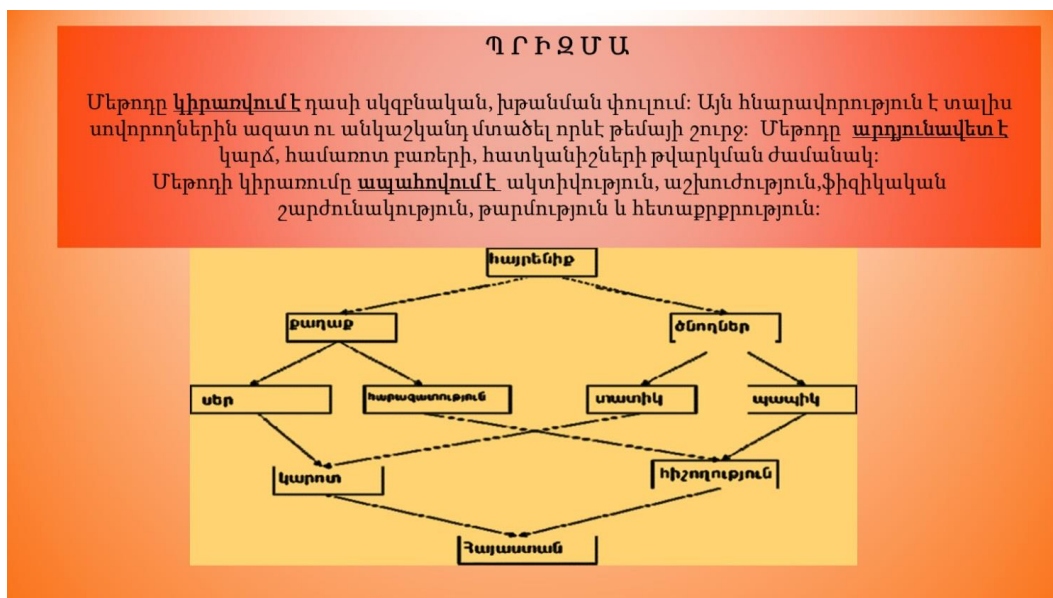 ՊՐԻԶՄԱ
Մեթոդը կիրառվում է դասի սկզբնական, խթանման փուլում: Այն հնարավորություն է տալիս
սովորողներին ազատ ու անկաշկանդ մտածել որևէ թեմայի շուրջ: Մեթոդը արդյունավետ է
կարճ, համառոտ բառերի, հատկանիշների թվարկման ժամանակ:
Մեթոդի կիրառումը ապահովում է ակտիվություն, աշխուժություն,ֆիզիկական
շարժունակություն, թարմություն և հետաքրքրություն:
հայրենիք
քաղաք
ծնողներ
սեր
հարազատություն
տատիկ
պապիկ
կարոտ
հիշողություն
Հայաստան